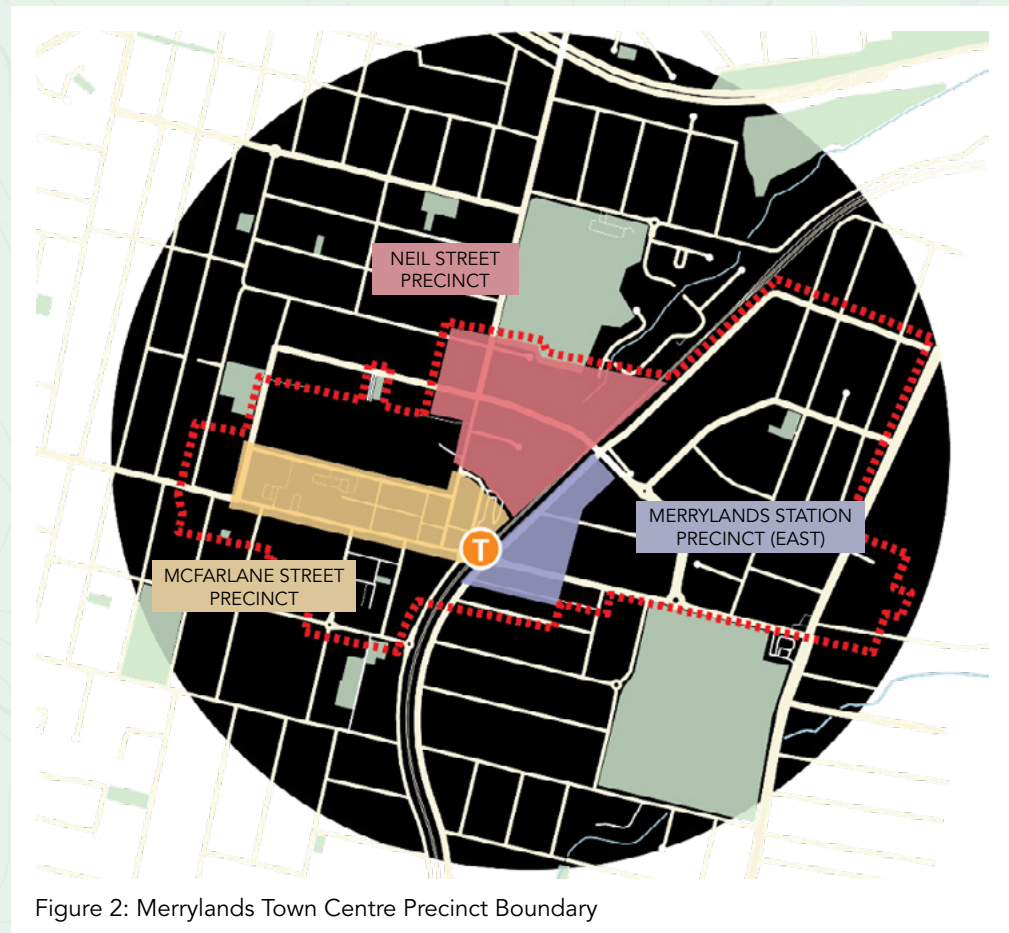 NEIL STREET
PRECINCT
MERRYLANDS STATION
PRECINCT (EAST)
T
MCFARLANE STREET
PRECINCT
Figure 2: Merrylands Town Centre Precinct Boundary